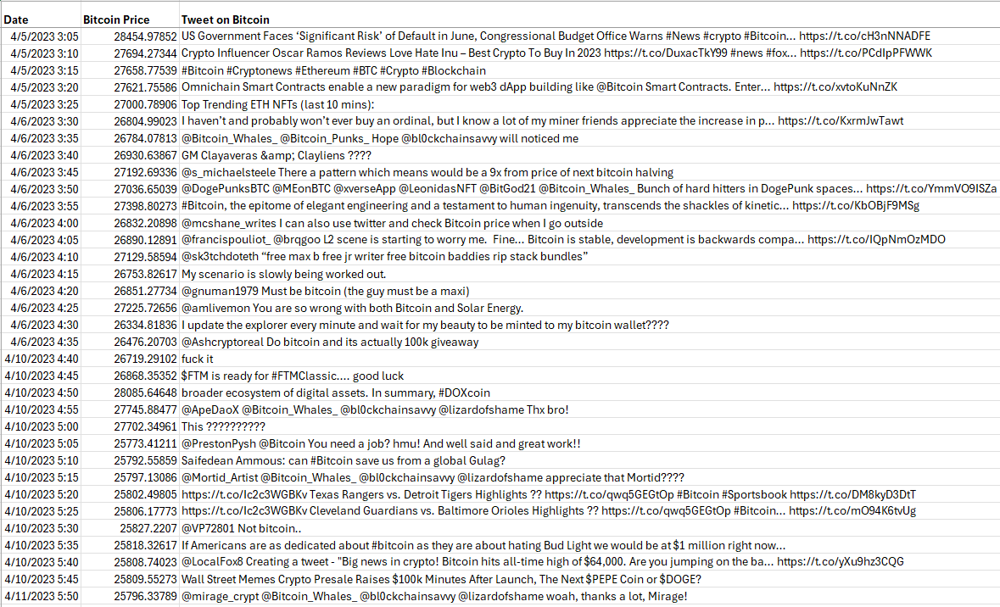 Date Bitcoin Price Tweet on Bitcoin
4/5/2023 3:05 28454.97852 US Government Faces ‘Significant Risk’ of Default in June, Congressional Budget Office Warns #News #crypto #Bitcoin... https://t.co/cH3nNNADFE
4/5/2023 3:10 27694.27344 Crypto Influencer Oscar Ramos Reviews Love Hate Inu – Best Crypto To Buy In 2023 https://t.co/DuxacTkY99 #news #fox... https://t.co/PCdIpPFWWK
4/5/2023 3:15 27658.77539 #Bitcoin #Cryptonews #Ethereum #BTC #Crypto #Blockchain
4/5/2023 3:20 27621.75586 Omnichain Smart Contracts enable a new paradigm for web3 dApp building like @Bitcoin Smart Contracts. Enter... https://t.co/xvtoKuNnZK
4/5/2023 3:25 27000.78906 Top Trending ETH NFTs (last 10 mins):
4/6/2023 3:30 26804.99023 I haven’t and probably won’t ever buy an ordinal, but I know a lot of my miner friends appreciate the increase in p... https://t.co/KxrmJwTawt
4/6/2023 3:35 26784.07813 @Bitcoin_Whales_ @Bitcoin_Punks_ Hope @bl0ckchainsavvy will noticed me
4/6/2023 3:40 26930.63867 GM Clayaveras &amp; Clayliens ????
4/6/2023 3:45 27192.69336 @s_michaelsteele There a pattern which means would be a 9x from price of next bitcoin halving
4/6/2023 3:50 27036.65039 @DogePunksBTC @MEonBTC @xverseApp @LeonidasNFT @BitGod21 @Bitcoin_Whales_ Bunch of hard hitters in DogePunk spaces... https://t.co/YmmVO9ISZa
4/6/2023 3:55 27398.80273 #Bitcoin, the epitome of elegant engineering and a testament to human ingenuity, transcends the shackles of kinetic... https://t.co/KbOBjF9MSg
4/6/2023 4:00 26832.20898 @mcshane_writes I can also use twitter and check Bitcoin price when I go outside
4/6/2023 4:05 26890.12891 @francispouliot_ @brqgoo L2 scene is starting to worry me.  Fine... Bitcoin is stable, development is backwards compa... https://t.co/IQpNmOzMDO
4/6/2023 4:10 27129.58594 @sk3tchdoteth “free max b free jr writer free bitcoin baddies rip stack bundles”
4/6/2023 4:15 26753.82617 My scenario is slowly being worked out.
4/6/2023 4:20 26851.27734 @gnuman1979 Must be bitcoin (the guy must be a maxi)
4/6/2023 4:25 27225.72656 @amlivemon You are so wrong with both Bitcoin and Solar Energy.
4/6/2023 4:30 26334.81836 I update the explorer every minute and wait for my beauty to be minted to my bitcoin wallet????
4/6/2023 4:35 26476.20703 @Ashcryptoreal Do bitcoin and its actually 100k giveaway
4/10/2023 4:40 26719.29102 fuck it
4/10/2023 4:45 26868.35352 $FTM is ready for #FTMClassic.... good luck
4/10/2023 4:50 28085.64648 broader ecosystem of digital assets. In summary, #DOXcoin
4/10/2023 4:55 27745.88477 @ApeDaoX @Bitcoin_Whales_ @bl0ckchainsavvy @lizardofshame Thx bro!
4/10/2023 5:00 27702.34961 This ??????????
4/10/2023 5:05 25773.41211 @PrestonPysh @Bitcoin You need a job? hmu! And well said and great work!!
4/10/2023 5:10 25792.55859 Saifedean Ammous: can #Bitcoin save us from a global Gulag?
4/10/2023 5:15 25797.13086 @Mortid_Artist @Bitcoin_Whales_ @bl0ckchainsavvy @lizardofshame appreciate that Mortid????
4/10/2023 5:20 25802.49805 https://t.co/Ic2c3WGBKv Texas Rangers vs. Detroit Tigers Highlights ?? https://t.co/qwq5GEGtOp #Bitcoin #Sportsbook https://t.co/DM8kyD3DtT
4/10/2023 5:25 25806.17773 https://t.co/Ic2c3WGBKv Cleveland Guardians vs. Baltimore Orioles Highlights ?? https://t.co/qwq5GEGtOp #Bitcoin... https://t.co/mO94K6tvUg
4/10/2023 5:30 25827.2207 @VP72801 Not bitcoin..
4/10/2023 5:35 25818.32617 If Americans are as dedicated about #bitcoin as they are about hating Bud Light we would be at $1 million right now...
4/10/2023 5:40 25808.74023 @LocalFox8 Creating a tweet - "Big news in crypto! Bitcoin hits all-time high of $64,000. Are you jumping on the ba... https://t.co/yXu9hz3CQG
4/10/2023 5:45 25809.55273 Wall Street Memes Crypto Presale Raises $100k Minutes After Launch, The Next $PEPE Coin or $DOGE?
4/11/2023 5:50 25796.33789 @mirage_crypt @Bitcoin_Whales_ @bl0ckchainsavvy @lizardofshame woah, thanks a lot, Mirage!